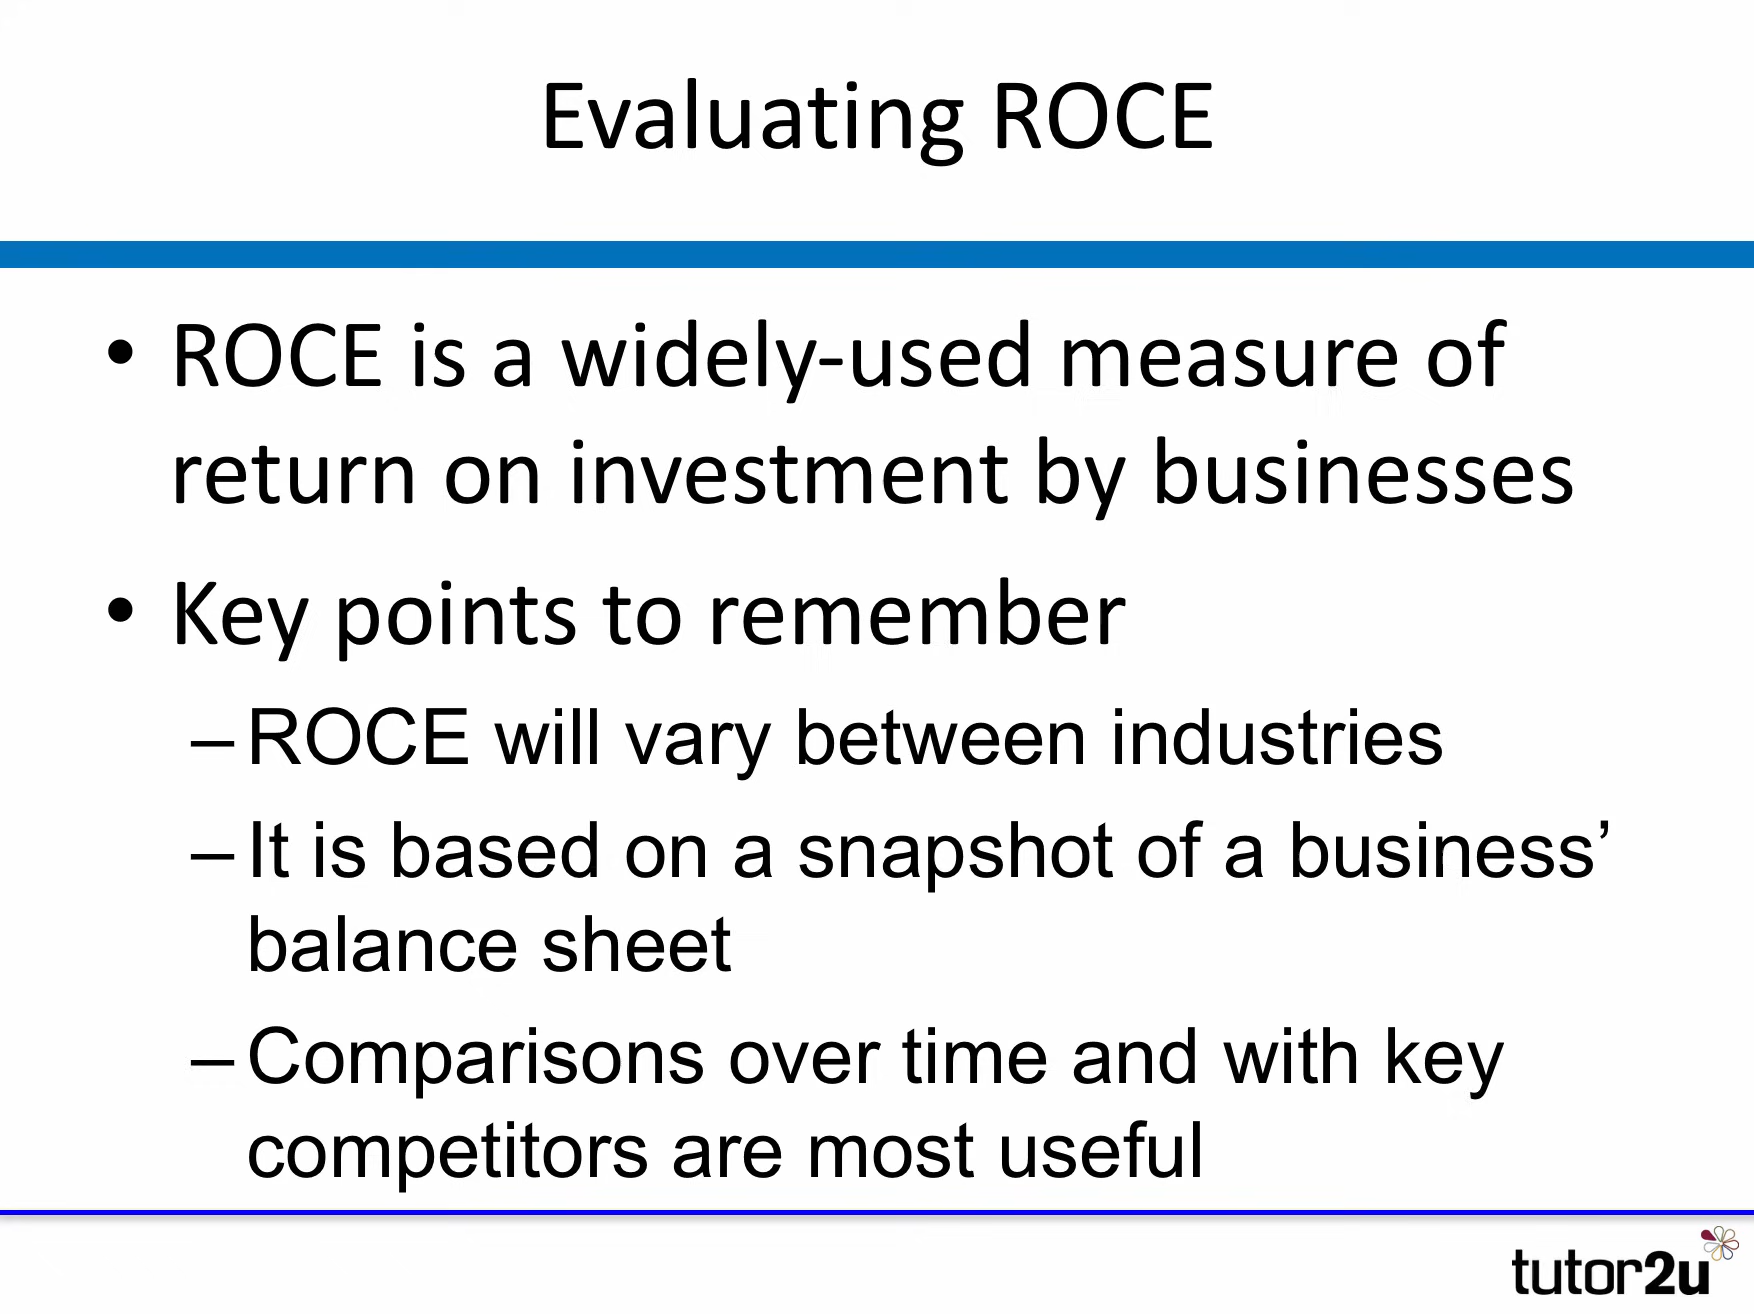 Evaluating ROCE
• ROCE is a widely-used measure of
return on investment by businesses
• Key points to remember
– ROCE will vary between industries
– It is based on a snapshot of a business’
balance sheet
– Comparisons over time and with key
competitors are most useful
tutor2u